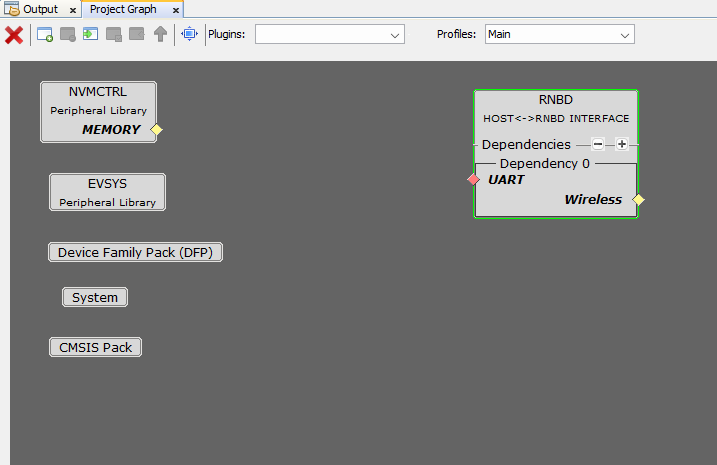 Output x Project Graph x
Plugins: Profiles: Main
NVMCTRL
Peripheral Library
MEMORY
EVSYS
Peripheral Library
Device Family Pack (DFP)
System
CMSIS Pack
RNBD
HOST<->RNBD INTERFACE
Dependencies
Dependency 0
UART
Wireless